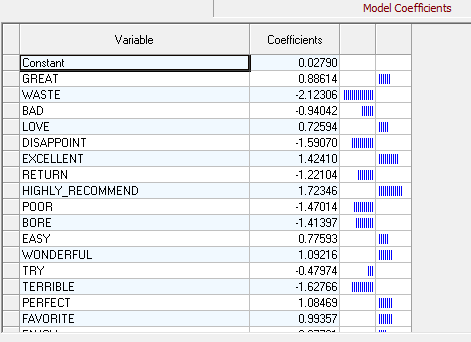 Model Coefficients
Variable Coefficients
Constant 0.02790
GREAT 0.88614
WASTE -2.12306
BAD -0.94042
LOVE 0.72594
DISAPPOINT -1.59070
EXCELLENT 1.42410
RETURN -1.22104
HIGHLY_RECOMMEND 1.72346
POOR -1.47014
BORE -1.41397
EASY 0.77593
WONDERFUL 1.09216
TRY -0.47974
TERRIBLE -1.62766
PERFECT 1.08469
FAVORITE 0.99357